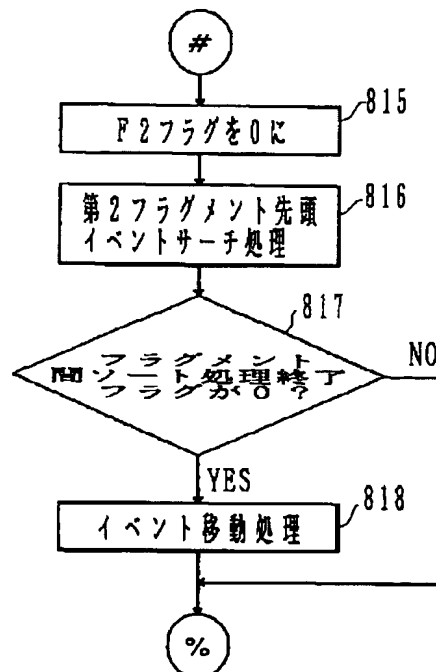 #
815
F2フラグを0に
816
第2フラグメント先頭
イベントサーチ処理
817
フラグメント
間ソート処理終了
フラグが0?
NO
YES
818
イベント移動処理
%